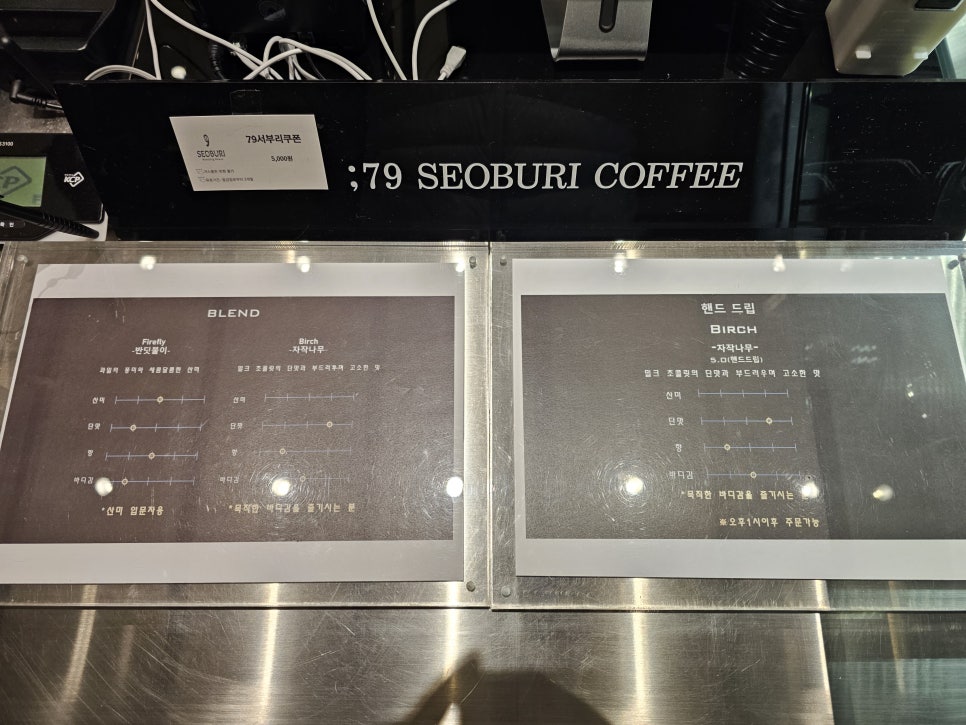 79서부리쿠폰
SEOBURI
5,000원
;79 SEOBURI COFFEE
KCP
BLEND
Firefly
-반딧불이-
과일의 풍미와 새콤달콤한 산미
산미
단맛
향
바디감
*산미 입문자용
Birch
-자작나무-
밀크 초콜릿의 단맛과 부드러우며 고소한 맛
산미
단맛
향
바디감
*묵직한 바디감을 즐기시는 분
핸드 드립
BIRCH
-자작나무-
5.0(핸드드립)
밀크 초콜릿의 단맛과 부드러우며 고소한 맛
산미
단맛
향
바디감
*묵직한 바디감을 즐기시는 분
※오후1시이후 주문가능